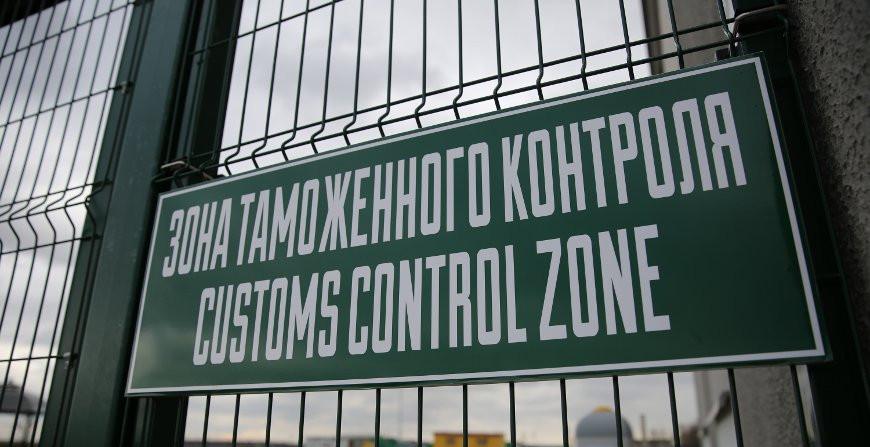 ЗОНА ТАМОЖЕННОГО КОНТРОЛЯ
CUSTOMS CONTROL ZONE